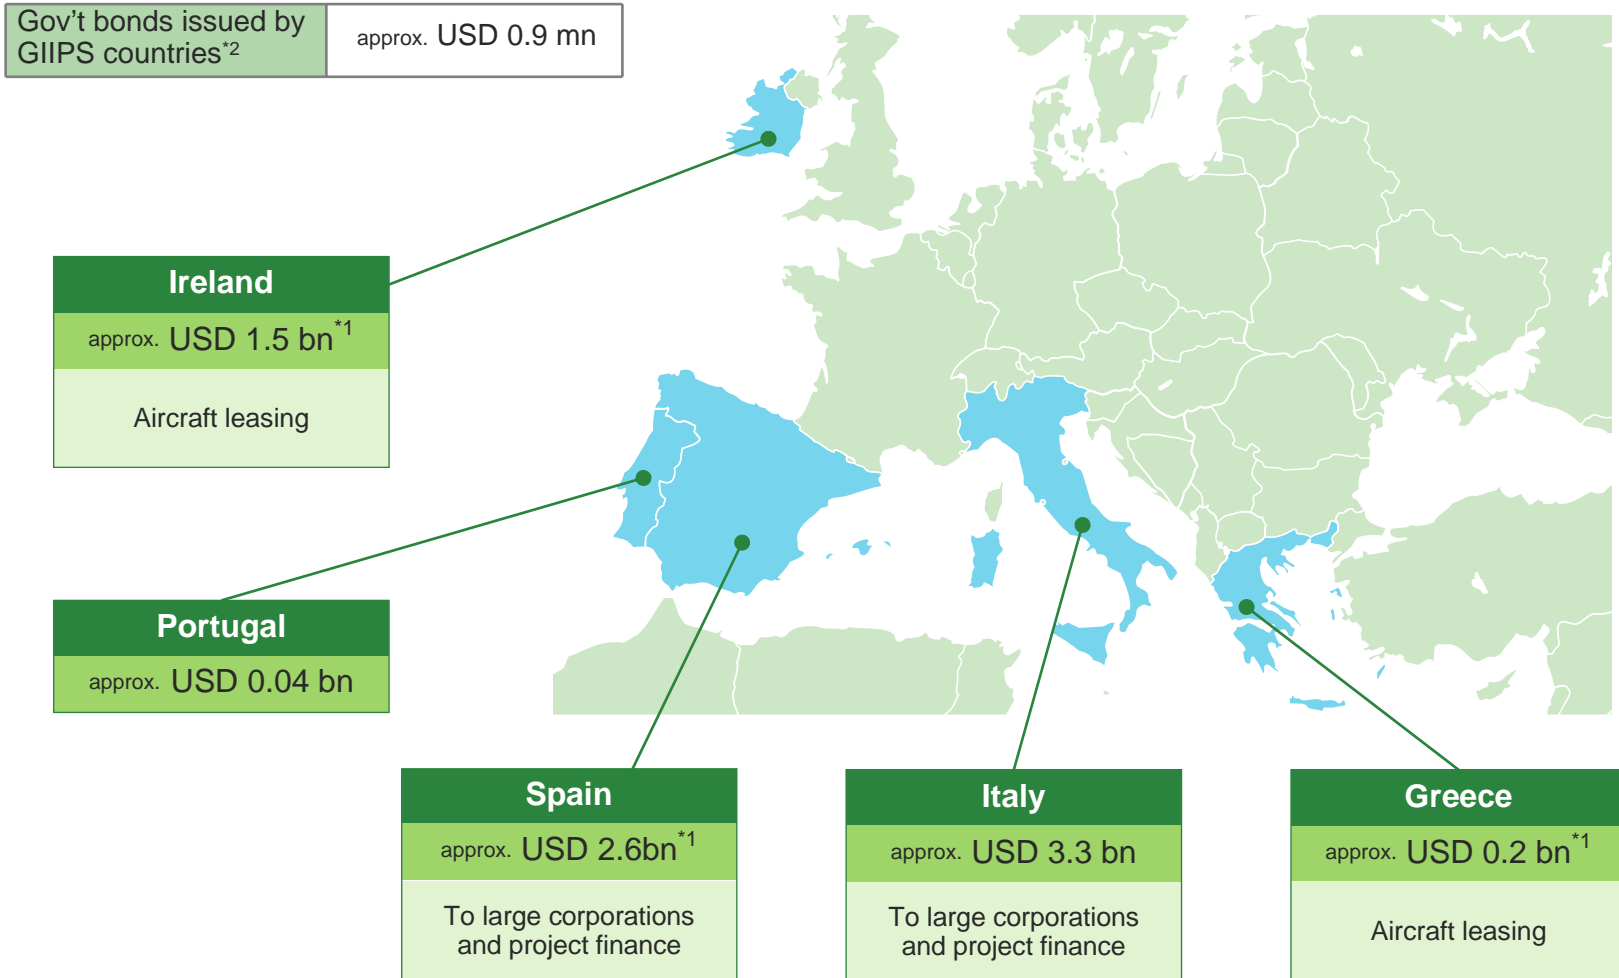 Gov’t bonds issued by
GIIPS countries*2
approx. USD 0.9 mn
Ireland
approx. USD 1.5 bn*1
Aircraft leasing
Portugal
approx. USD 0.04 bn
Spain
approx. USD 2.6bn*1
To large corporations
and project finance
Italy
approx. USD 3.3 bn
To large corporations
and project finance
Greece
approx. USD 0.2 bn*1
Aircraft leasing